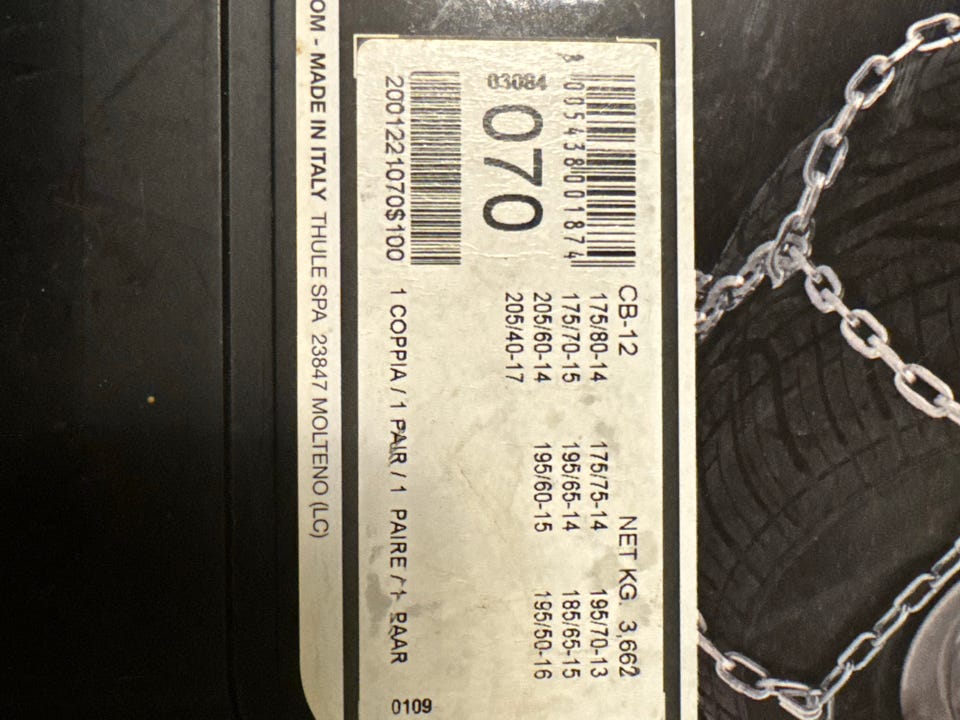 8 005438 001874
03084
070
2001221070$100
CB-12 NET KG. 3,662
175/80-14 175/75-14 195/70-13
175/70-15 195/65-14 185/65-15
205/60-14 195/60-15 195/50-16
205/40-17
1 COPPIA / 1 PAIR / 1 PAIRE / 1 PAAR
0109
OM - MADE IN ITALY THULE SPA 23847 MOLTENO (LC)